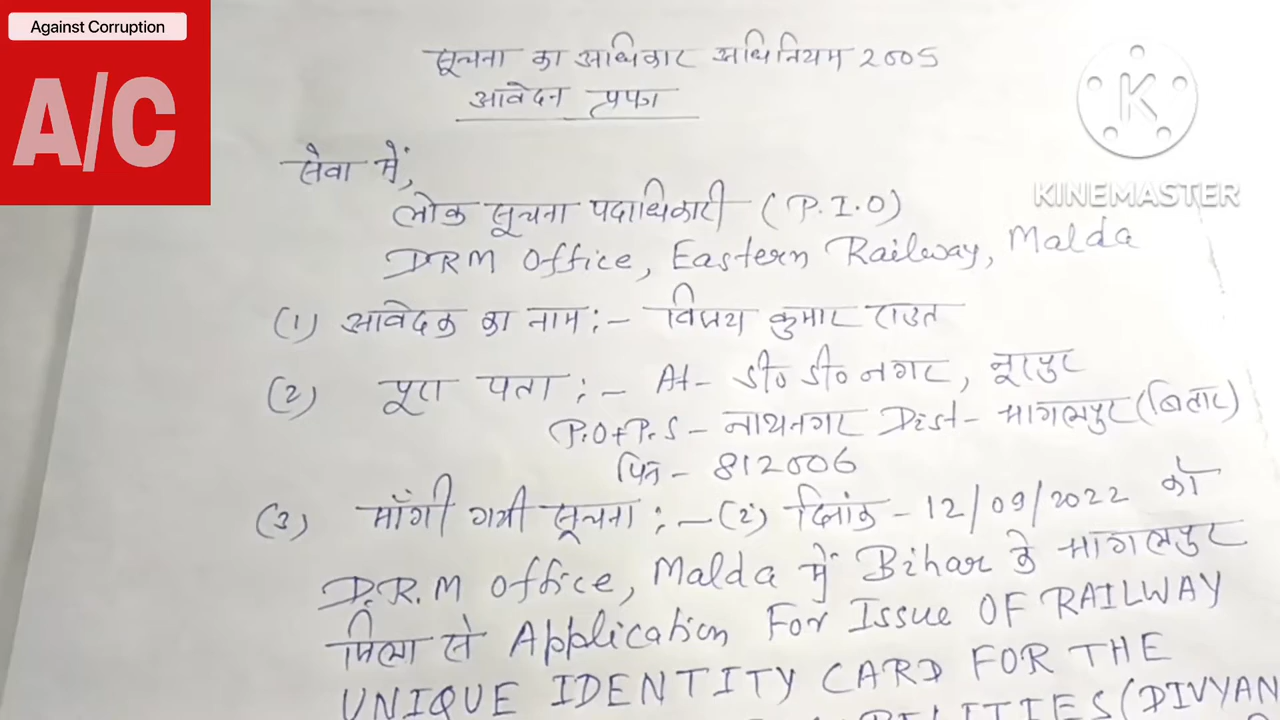 Against Corruption
A/C
KINEMASTER
सूचना का अधिकार अधिनियम 2005
आवेदन प्रपत्र
सेवा में,
लोक सूचना पदाधिकारी (P.I.O)
DRM Office, Eastern Railway, Malda
(1) आवेदक का नाम :- विजय कुमार राउत
(2) पूरा पता :- At- डी० डी० नगर, नूरपुर
P.O+P.S - नाथनगर Dist - भागलपुर (बिहार)
पिन - 812006
(3) माँगी गयी सूचना :- (i) दिनांक - 12/09/2022 को
D.R.M Office, Malda में Bihar के भागलपुर
जिला से Application For Issue OF RAILWAY
UNIQUE IDENTITY CARD FOR THE
(DIVYAN